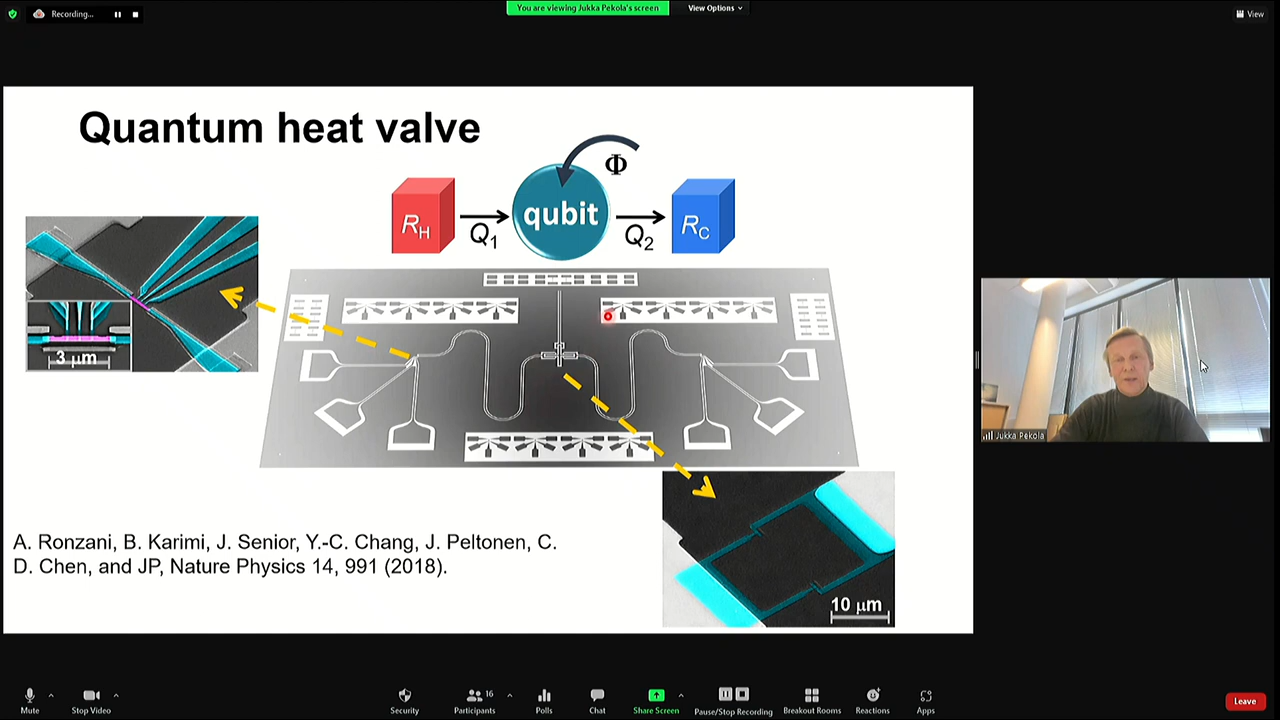 Recording...
You are viewing Jukka Pekola's screen
View Options
View
Quantum heat valve
Φ
R_H
Q_1
qubit
Q_2
R_C
3 μm
Jukka Pekola
A. Ronzani, B. Karimi, J. Senior, Y.-C. Chang, J. Peltonen, C.
D. Chen, and JP, Nature Physics 14, 991 (2018).
10 μm
16
Mute
Stop Video
Security
Participants
Polls
Chat
Share Screen
Pause/Stop Recording
Breakout Rooms
Reactions
Apps
Leave